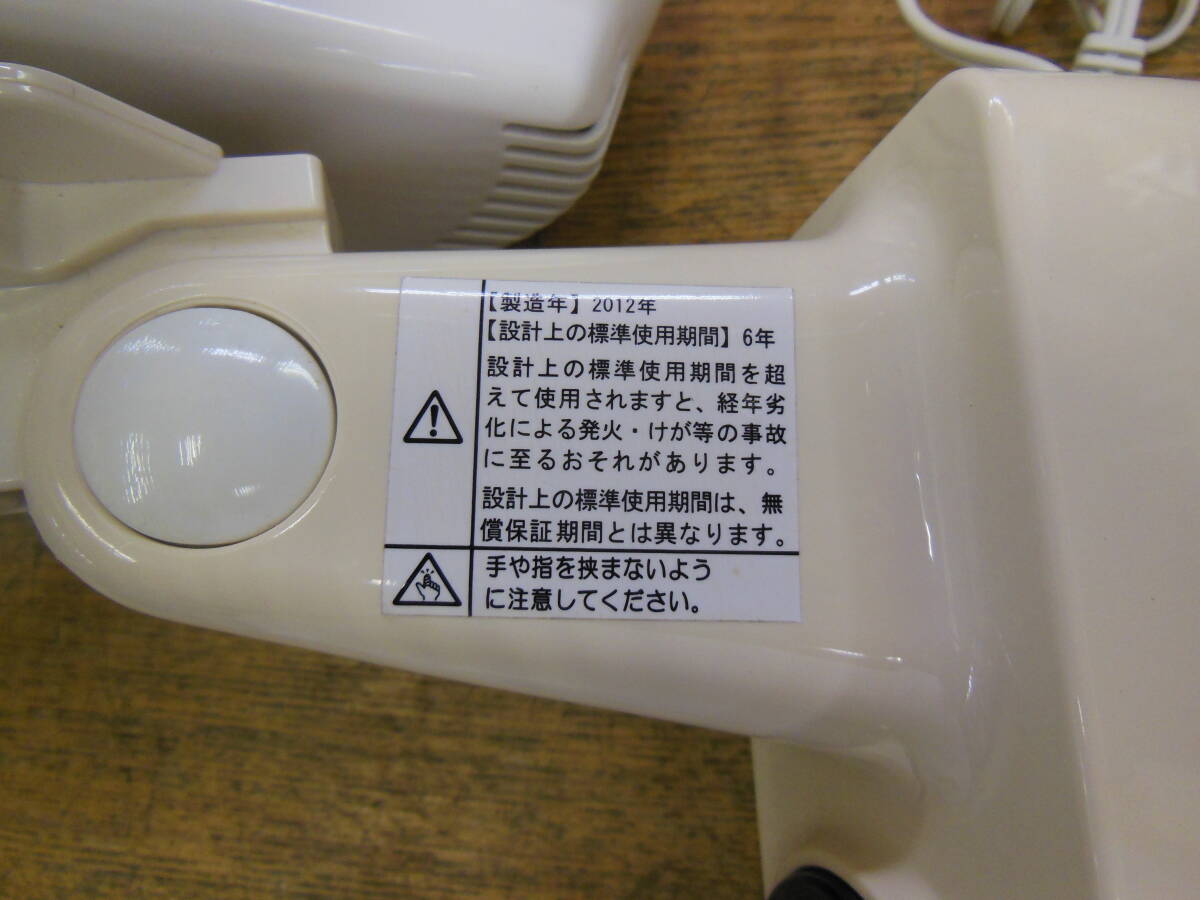 【製造年】2012年
【設計上の標準使用期間】6年
設計上の標準使用期間を超
えて使用されますと、経年劣
化による発火・けが等の事故
に至るおそれがあります。
設計上の標準使用期間は、無
償保証期間とは異なります。
手や指を挟まないよう
に注意してください。